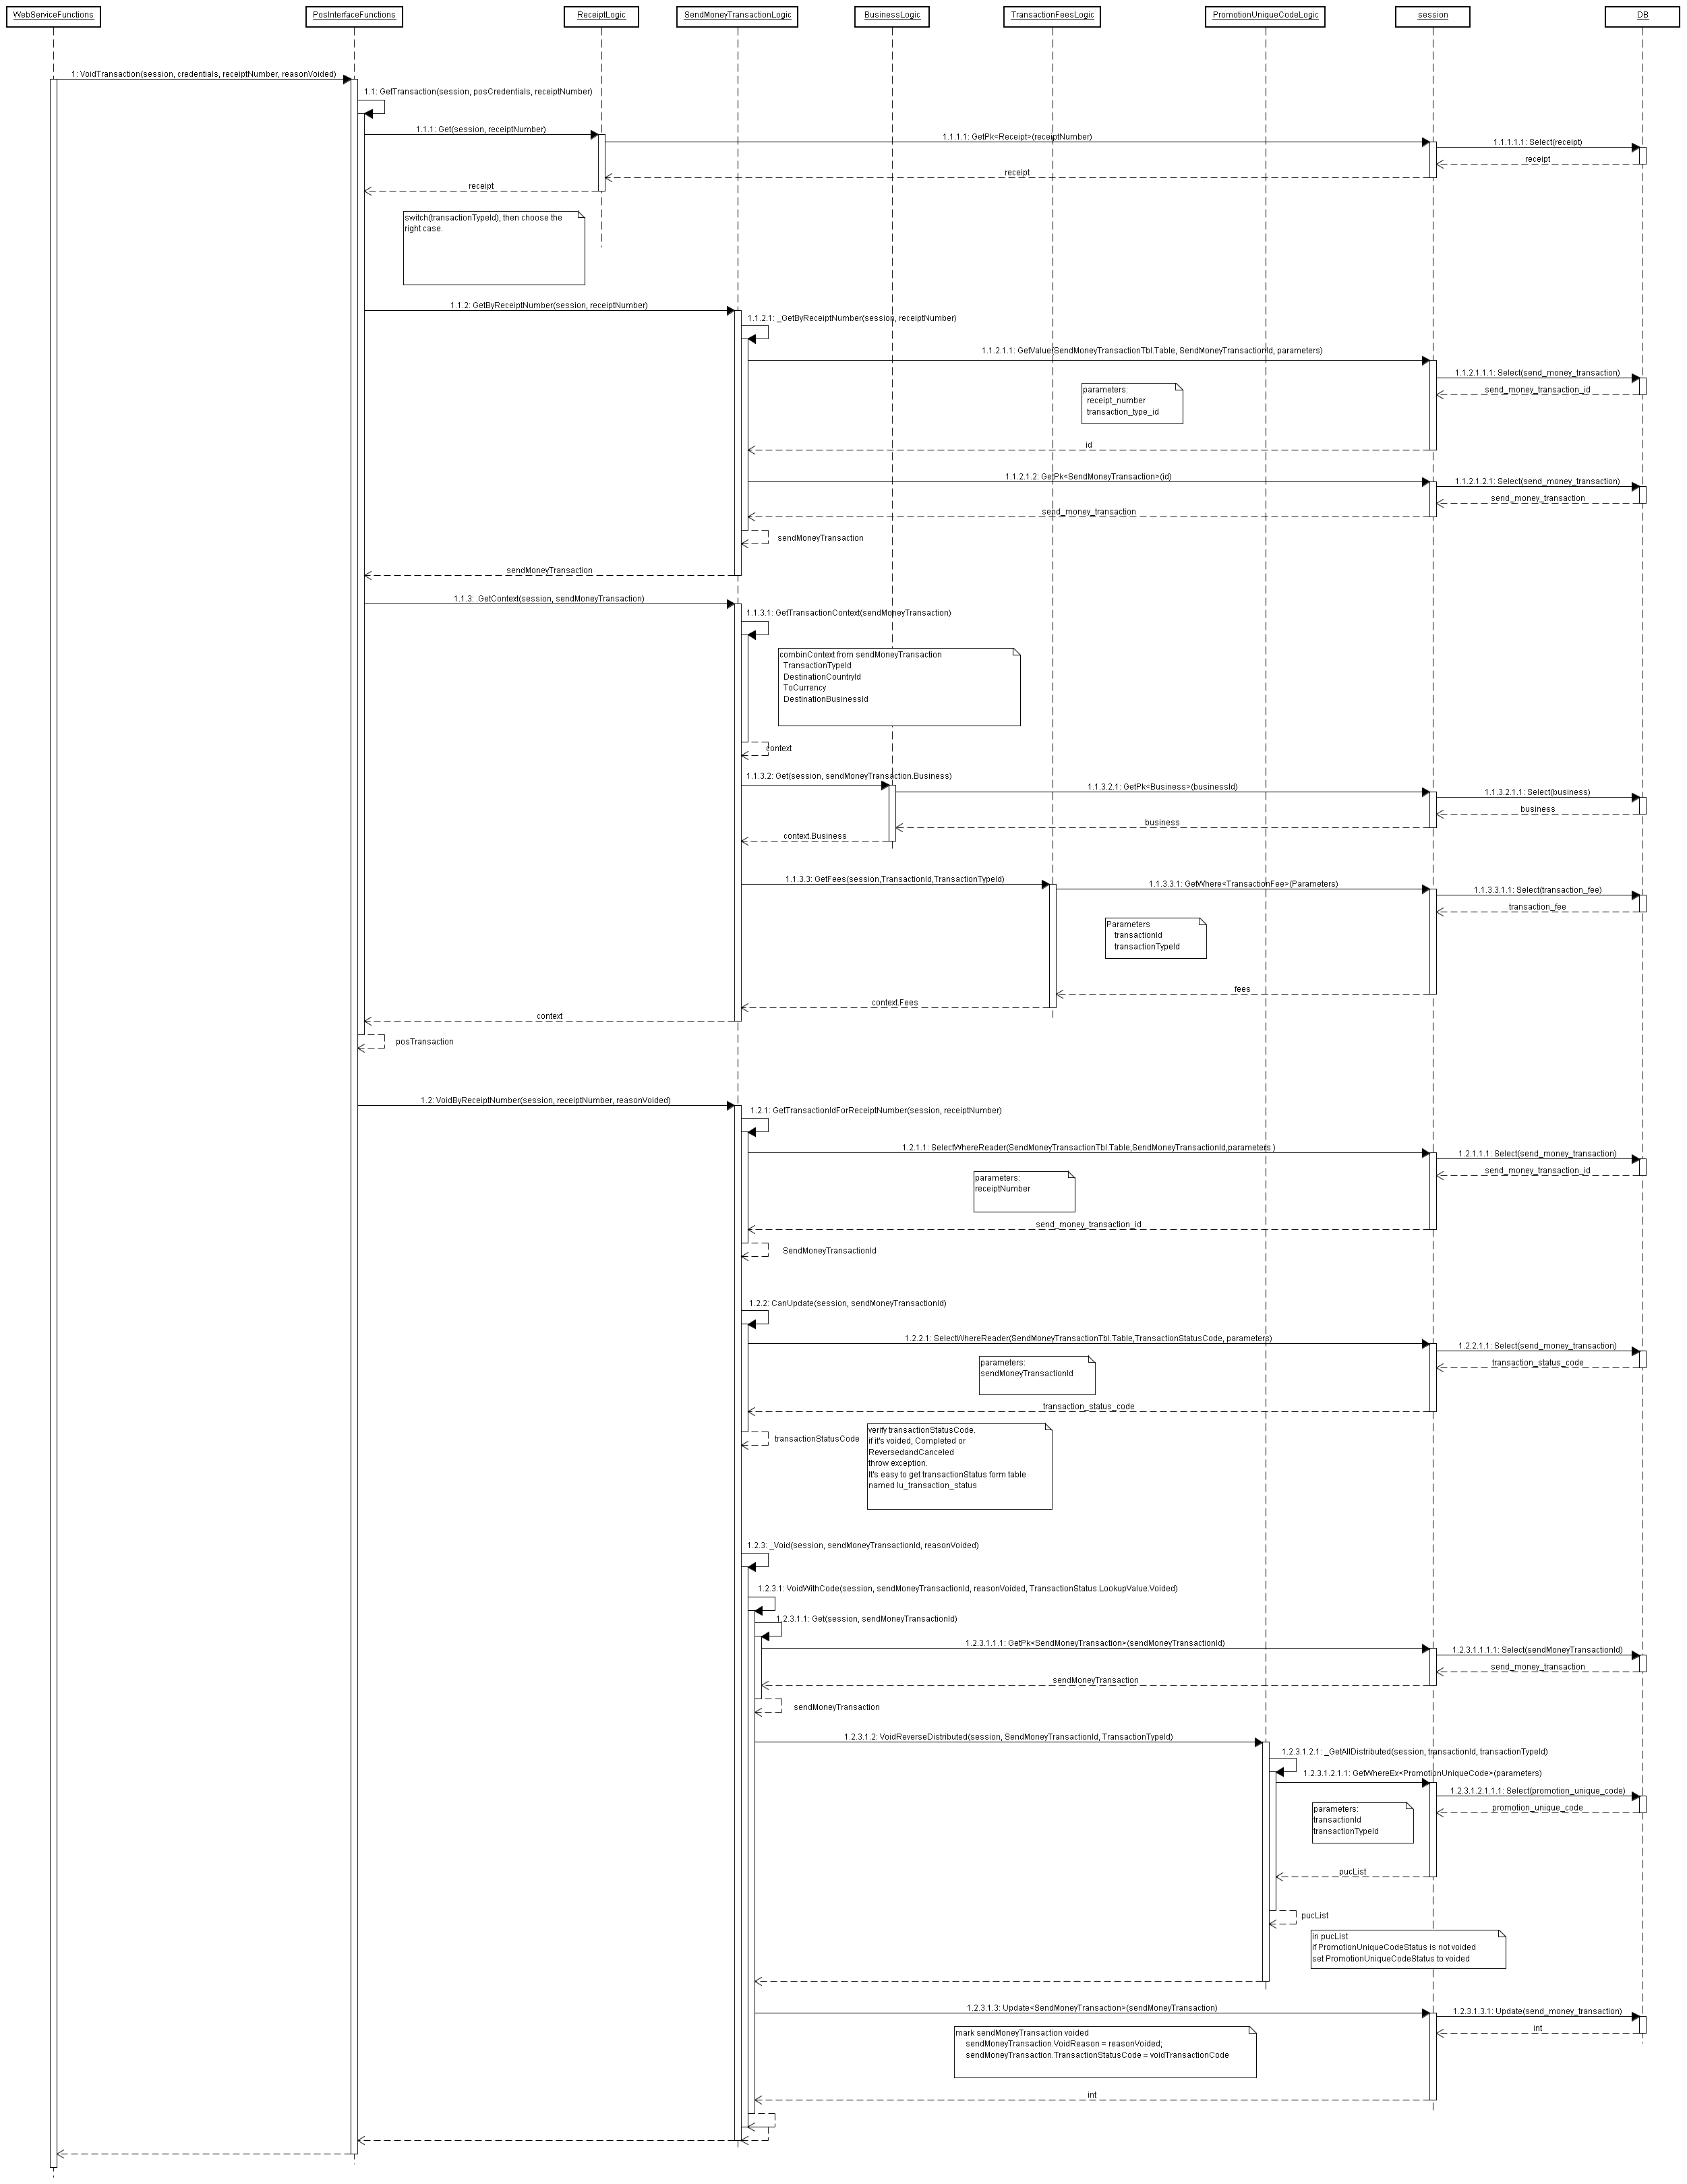 WebServiceFunctions
PosInterfaceFunctions
ReceiptLogic
SendMoneyTransactionLogic
BusinessLogic
TransactionFeesLogic
PromotionUniqueCodeLogic
session
DB
1: VoidTransaction(session, credentials, receiptNumber, reasonVoided)
1.1: GetTransaction(session, posCredentials, receiptNumber)
1.1.1: Get(session, receiptNumber)
1.1.1.1: GetPk<Receipt>(receiptNumber)
1.1.1.1.1: Select(receipt)
receipt
receipt
receipt
switch(transactionTypeId), then choose the
right case.
1.1.2: GetByReceiptNumber(session, receiptNumber)
1.1.2.1: _GetByReceiptNumber(session, receiptNumber)
1.1.2.1.1: GetValue(SendMoneyTransactionTbl.Table, SendMoneyTransactionId, parameters)
1.1.2.1.1.1: Select(send_money_transaction)
parameters:
receipt_number
transaction_type_id
send_money_transaction_id
id
1.1.2.1.2: GetPk<SendMoneyTransaction>(id)
1.1.2.1.2.1: Select(send_money_transaction)
send_money_transaction
send_money_transaction
sendMoneyTransaction
sendMoneyTransaction
1.1.3: .GetContext(session, sendMoneyTransaction)
1.1.3.1: GetTransactionContext(sendMoneyTransaction)
combinContext from sendMoneyTransaction
TransactionTypeId
DestinationCountryId
ToCurrency
DestinationBusinessId
context
1.1.3.2: Get(session, sendMoneyTransaction.Business)
1.1.3.2.1: GetPk<Business>(businessId)
1.1.3.2.1.1: Select(business)
business
business
context.Business
1.1.3.3: GetFees(session,TransactionId,TransactionTypeId)
1.1.3.3.1: GetWhere<TransactionFee>(Parameters)
1.1.3.3.1.1: Select(transaction_fee)
transaction_fee
Parameters
transactionId
transactionTypeId
fees
context.Fees
context
posTransaction
1.2: VoidByReceiptNumber(session, receiptNumber, reasonVoided)
1.2.1: GetTransactionIdForReceiptNumber(session, receiptNumber)
1.2.1.1: SelectWhereReader(SendMoneyTransactionTbl.Table,SendMoneyTransactionId,parameters )
1.2.1.1.1: Select(send_money_transaction)
send_money_transaction_id
parameters:
receiptNumber
send_money_transaction_id
SendMoneyTransactionId
1.2.2: CanUpdate(session, sendMoneyTransactionId)
1.2.2.1: SelectWhereReader(SendMoneyTransactionTbl.Table,TransactionStatusCode, parameters)
1.2.2.1.1: Select(send_money_transaction)
transaction_status_code
parameters:
sendMoneyTransactionId
transaction_status_code
transactionStatusCode
verify transactionStatusCode.
if it's voided, Completed or
ReversedandCanceled
throw exception.
It's easy to get transactionStatus form table
named lu_transaction_status
1.2.3: _Void(session, sendMoneyTransactionId, reasonVoided)
1.2.3.1: VoidWithCode(session, sendMoneyTransactionId, reasonVoided, TransactionStatus.LookupValue.Voided)
1.2.3.1.1: Get(session, sendMoneyTransactionId)
1.2.3.1.1.1: GetPk<SendMoneyTransaction>(sendMoneyTransactionId)
1.2.3.1.1.1.1: Select(sendMoneyTransactionId)
send_money_transaction
sendMoneyTransaction
sendMoneyTransaction
1.2.3.1.2: VoidReverseDistributed(session, SendMoneyTransactionId, TransactionTypeId)
1.2.3.1.2.1: _GetAllDistributed(session, transactionId, transactionTypeId)
1.2.3.1.2.1.1: GetWhereEx<PromotionUniqueCode>(parameters)
1.2.3.1.2.1.1.1: Select(promotion_unique_code)
promotion_unique_code
parameters:
transactionId
transactionTypeId
pucList
pucList
in pucList
if PromotionUniqueCodeStatus is not voided
set PromotionUniqueCodeStatus to voided
1.2.3.1.3: Update<SendMoneyTransaction>(sendMoneyTransaction)
1.2.3.1.3.1: Update(send_money_transaction)
int
mark sendMoneyTransaction voided
sendMoneyTransaction.VoidReason = reasonVoided;
sendMoneyTransaction.TransactionStatusCode = voidTransactionCode
int